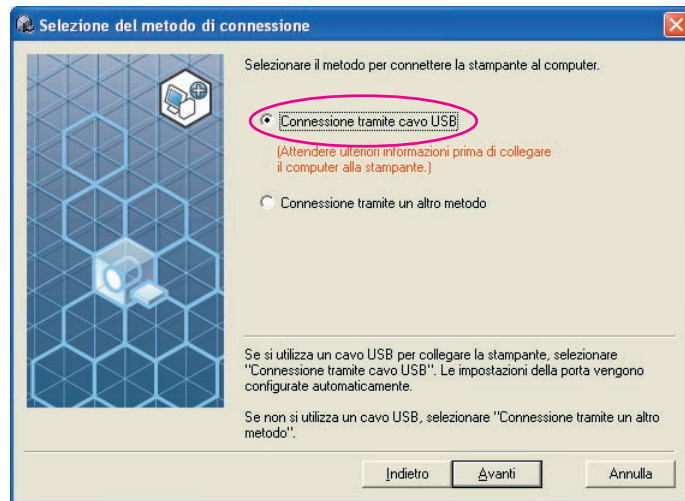 Selezione del metodo di connessione
Selezionare il metodo per connettere la stampante al computer.
Connessione tramite cavo USB
(Attendere ulteriori informazioni prima di collegare
il computer alla stampante.)
Connessione tramite un altro metodo
Se si utilizza un cavo USB per collegare la stampante, selezionare
"Connessione tramite cavo USB". Le impostazioni della porta vengono
configurate automaticamente.
Se non si utilizza un cavo USB, selezionare "Connessione tramite un altro
metodo".
Indietro Avanti Annulla